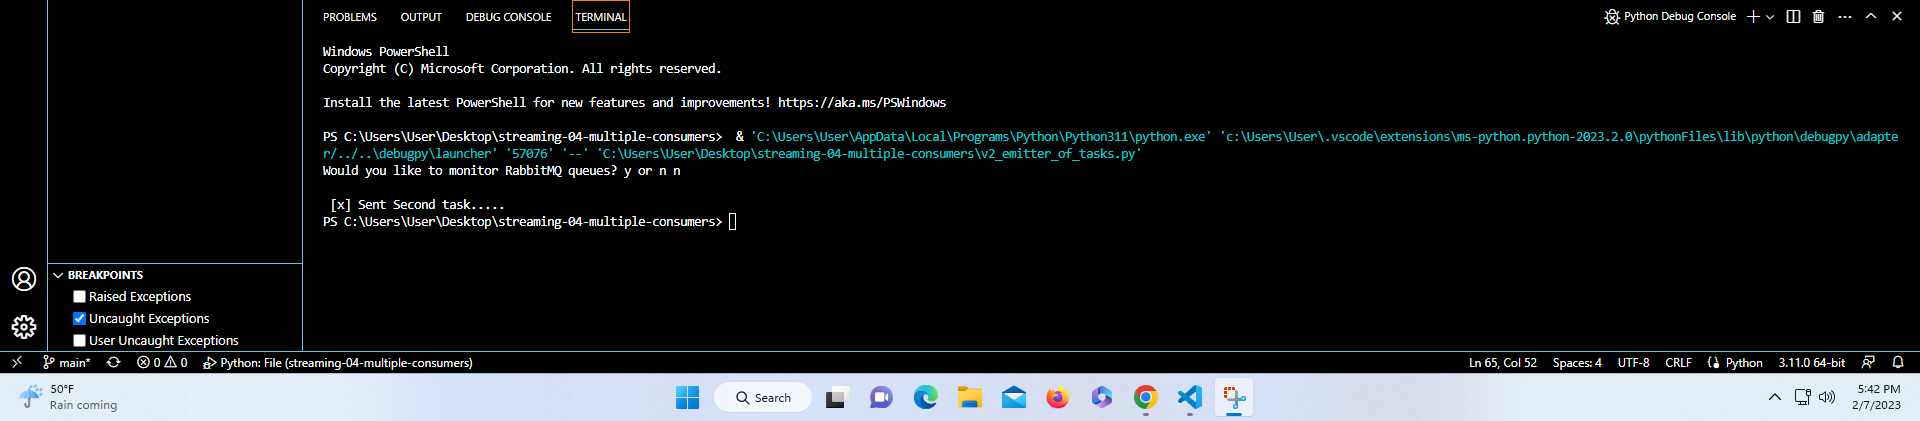 PROBLEMS OUTPUT DEBUG CONSOLE TERMINAL Python Debug Console
Windows PowerShell
Copyright (C) Microsoft Corporation. All rights reserved.
Install the latest PowerShell for new features and improvements! https://aka.ms/PSWindows
PS C:\Users\User\Desktop\streaming-04-multiple-consumers>  & 'C:\Users\User\AppData\Local\Programs\Python\Python311\python.exe' 'c:\Users\User\.vscode\extensions\ms-python.python-2023.2.0\pythonFiles\lib\python\debugpy\adapte
r/../..\debugpy\launcher' '57076' '--' 'C:\Users\User\Desktop\streaming-04-multiple-consumers\v2_emitter_of_tasks.py'
Would you like to monitor RabbitMQ queues? y or n n
[x] Sent Second task.....
PS C:\Users\User\Desktop\streaming-04-multiple-consumers>
BREAKPOINTS
Raised Exceptions
Uncaught Exceptions
User Uncaught Exceptions
main* 0 0 Python: File (streaming-04-multiple-consumers) Ln 65, Col 52 Spaces: 4 UTF-8 CRLF Python 3.11.0 64-bit
50°F
Rain coming
Search
5:42 PM
2/7/2023